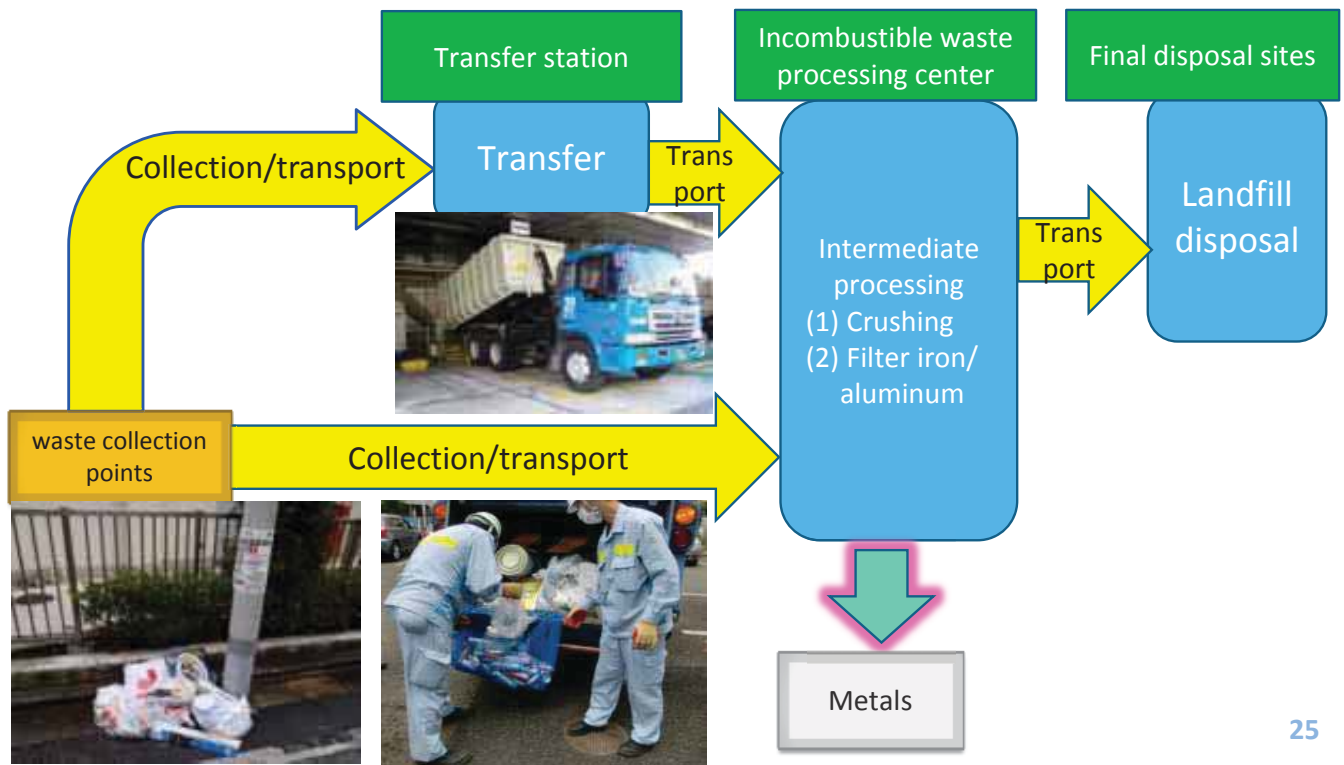 Transfer station
Incombustible waste
processing center
Final disposal sites
Collection/transport
Transfer
Trans
port
Intermediate
processing
(1) Crushing
(2) Filter iron/
aluminum
Trans
port
Landfill
disposal
waste collection
points
Collection/transport
Metals
25